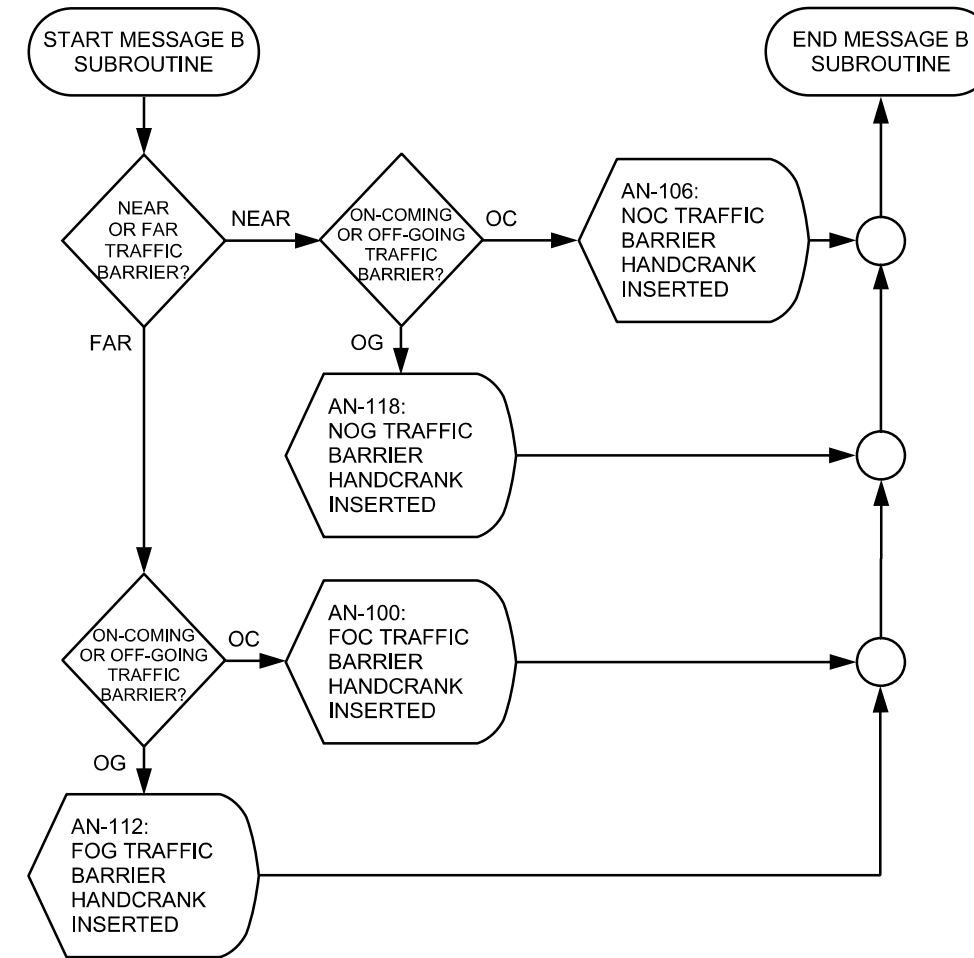 START MESSAGE B
SUBROUTINE
END MESSAGE B
SUBROUTINE
NEAR
OR FAR
TRAFFIC
BARRIER?
NEAR
ON-COMING
OR OFF-GOING
TRAFFIC
BARRIER?
OC
AN-106:
NOC TRAFFIC
BARRIER
HANDCRANK
INSERTED
FAR
OG
AN-118:
NOG TRAFFIC
BARRIER
HANDCRANK
INSERTED
ON-COMING
OR OFF-GOING
TRAFFIC
BARRIER?
OC
AN-100:
FOC TRAFFIC
BARRIER
HANDCRANK
INSERTED
OG
AN-112:
FOG TRAFFIC
BARRIER
HANDCRANK
INSERTED